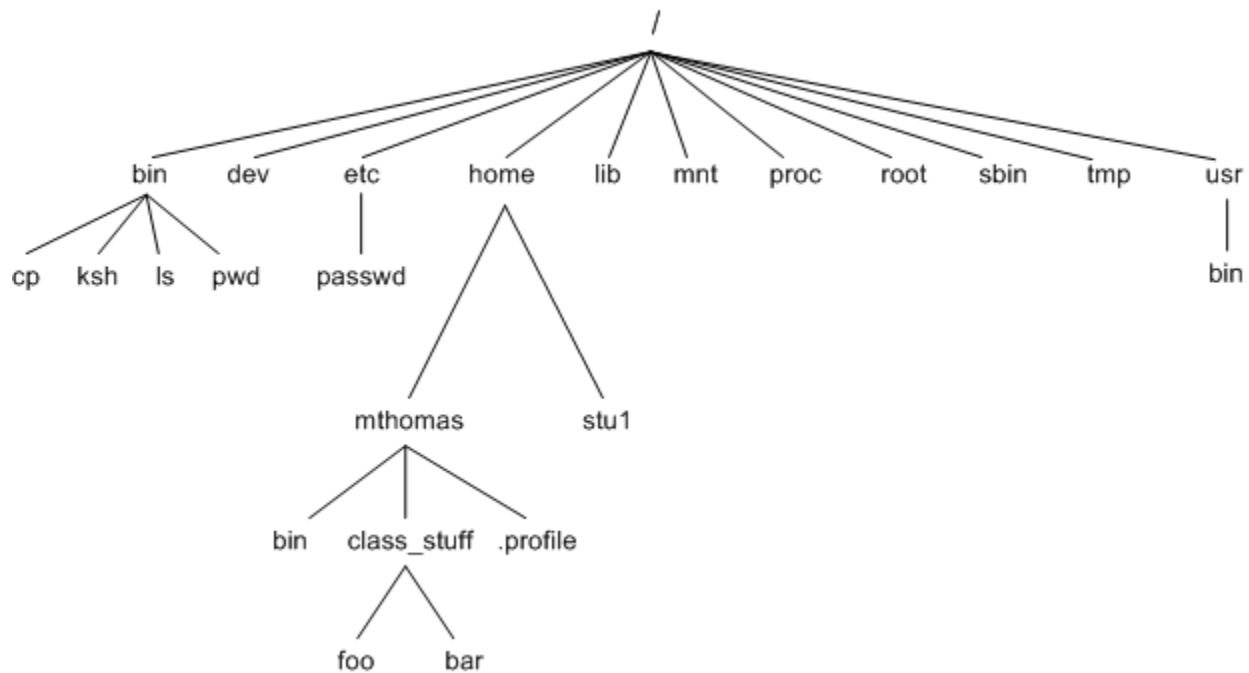 /
bin dev etc home lib mnt proc root sbin tmp usr
cp ksh ls pwd passwd bin
mthomas stu1
bin class_stuff .profile
foo bar